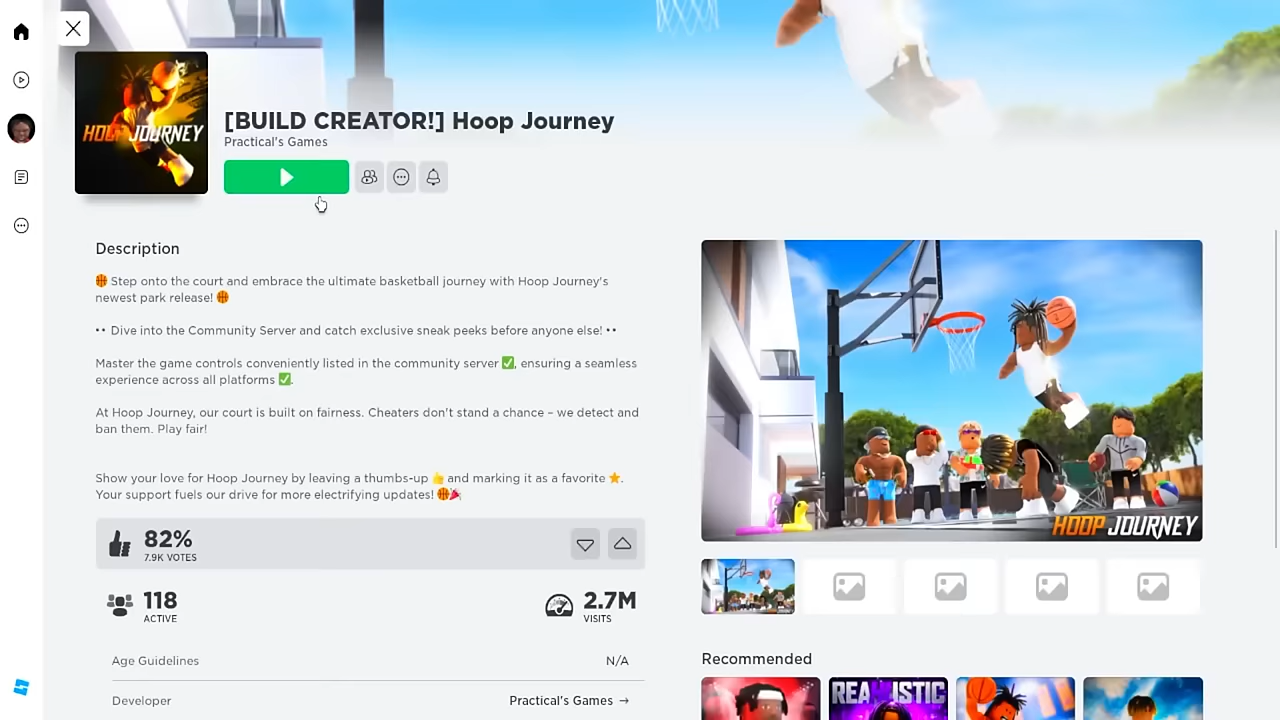 HOOP JOURNEY
[BUILD CREATOR!] Hoop Journey
Practical's Games
Description
Step onto the court and embrace the ultimate basketball journey with Hoop Journey's
newest park release!
•• Dive into the Community Server and catch exclusive sneak peeks before anyone else! ••
Master the game controls conveniently listed in the community server ✅, ensuring a seamless
experience across all platforms ✅.
At Hoop Journey, our court is built on fairness. Cheaters don't stand a chance – we detect and
ban them. Play fair!
Show your love for Hoop Journey by leaving a thumbs-up 👍 and marking it as a favorite ⭐.
Your support fuels our drive for more electrifying updates! 🏀🎉
82%
7.9K VOTES
118
ACTIVE
2.7M
VISITS
Age Guidelines
N/A
Developer
Practical's Games →
HOOP JOURNEY
Recommended
REALISTIC